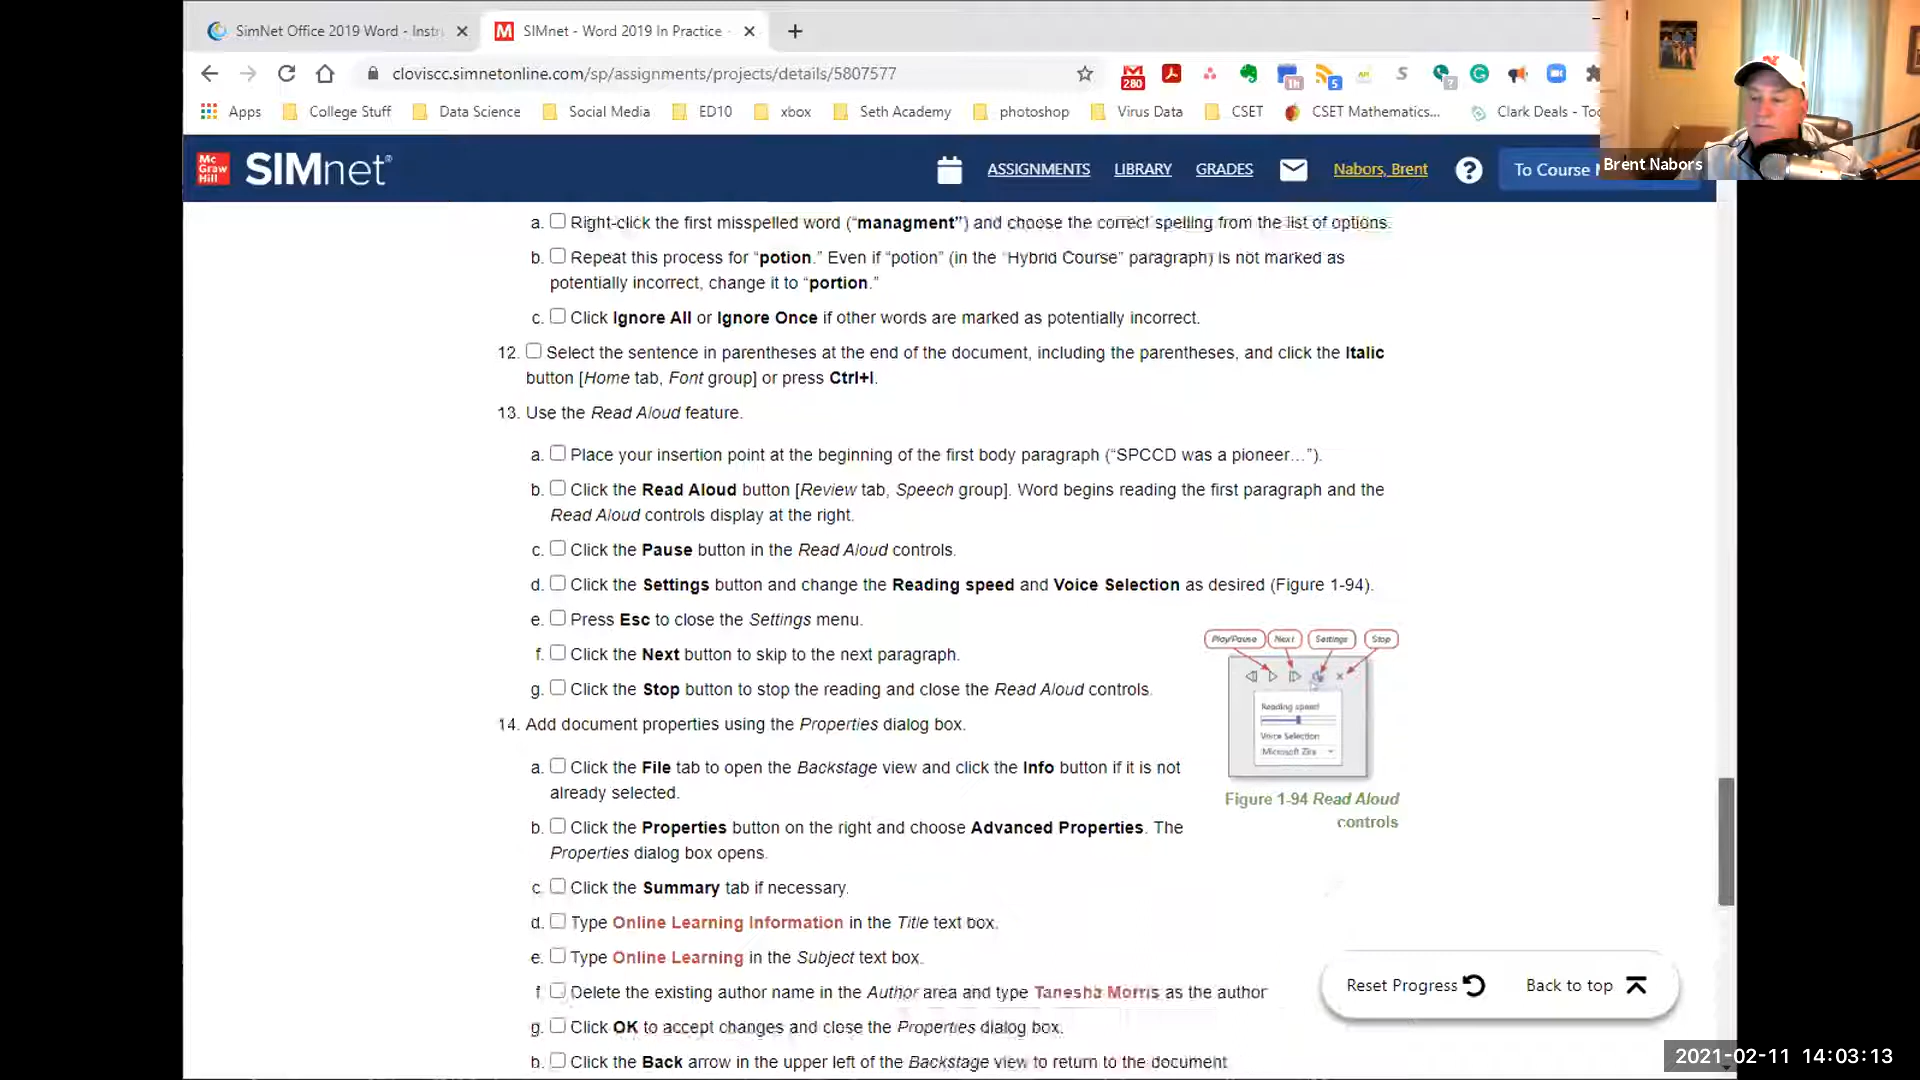 SimNet Office 2019 Word - Instr
SIMnet - Word 2019 In Practice -
cloviscc.simnetonline.com/sp/assignments/projects/details/5807577
280
1h
5
?
Apps
College Stuff
Data Science
Social Media
ED10
xbox
Seth Academy
photoshop
Virus Data
CSET
CSET Mathematics...
Clark Deals - Too
Mc
Graw
Hill
SIMnet®
ASSIGNMENTS
LIBRARY
GRADES
Nabors, Brent
To Course
Brent Nabors
a. Right-click the first misspelled word (“managment”) and choose the correct spelling from the list of options.
b. Repeat this process for “potion.” Even if “potion” (in the “Hybrid Course” paragraph) is not marked as
potentially incorrect, change it to “portion.”
c. Click Ignore All or Ignore Once if other words are marked as potentially incorrect.
12. Select the sentence in parentheses at the end of the document, including the parentheses, and click the Italic
button [Home tab, Font group] or press Ctrl+I.
13. Use the Read Aloud feature.
a. Place your insertion point at the beginning of the first body paragraph (“SPCCD was a pioneer…”).
b. Click the Read Aloud button [Review tab, Speech group]. Word begins reading the first paragraph and the
Read Aloud controls display at the right.
c. Click the Pause button in the Read Aloud controls.
d. Click the Settings button and change the Reading speed and Voice Selection as desired (Figure 1-94).
e. Press Esc to close the Settings menu.
f. Click the Next button to skip to the next paragraph.
g. Click the Stop button to stop the reading and close the Read Aloud controls.
Play/Pause Next Settings Stop
Reading speed
Voice Selection
Microsoft Zira
Figure 1-94 Read Aloud
controls
14. Add document properties using the Properties dialog box.
a. Click the File tab to open the Backstage view and click the Info button if it is not
already selected.
b. Click the Properties button on the right and choose Advanced Properties. The
Properties dialog box opens.
c. Click the Summary tab if necessary.
d. Type Online Learning Information in the Title text box.
e. Type Online Learning in the Subject text box.
f. Delete the existing author name in the Author area and type Tanesha Morris as the author
g. Click OK to accept changes and close the Properties dialog box.
h. Click the Back arrow in the upper left of the Backstage view to return to the document
Reset Progress
Back to top
2021-02-11 14:03:13